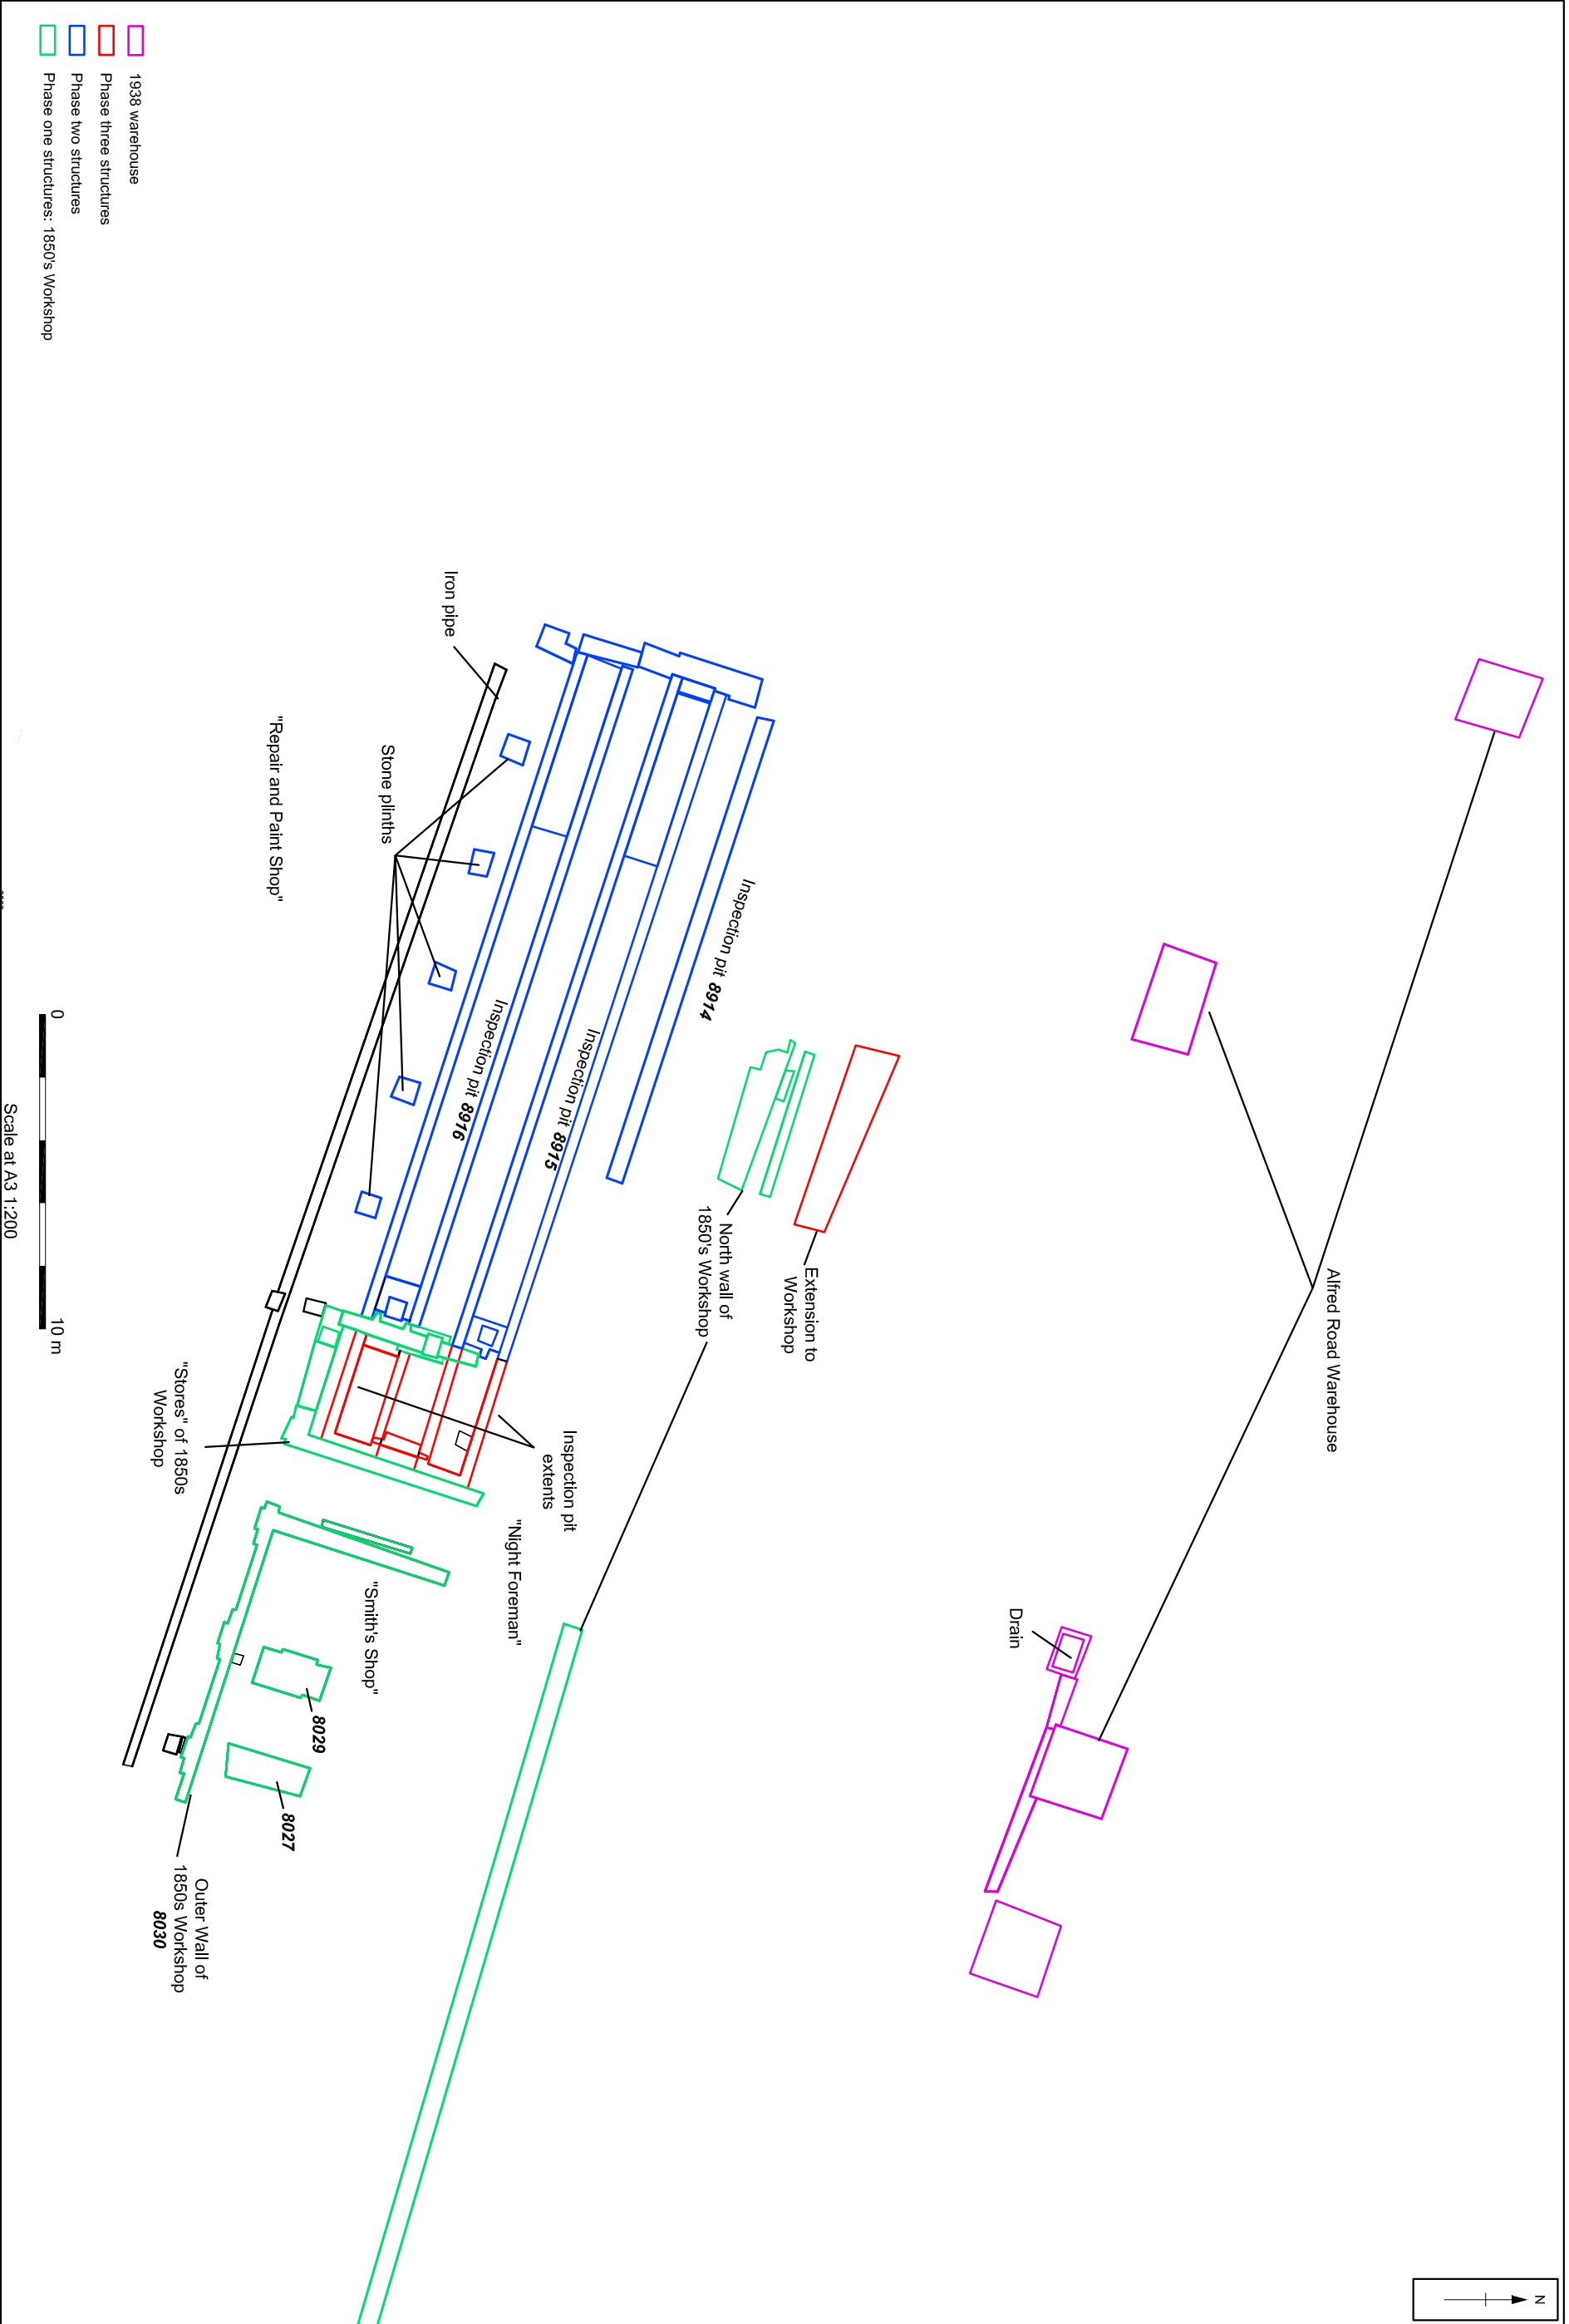 N
Alfred Road Warehouse
Drain
Extension to
Workshop
North wall of
1850's Workshop
Inspection pit 8914
Inspection pit 8915
Inspection pit 8916
Inspection pit
extents
"Night Foreman"
Iron pipe
Stone plinths
"Repair and Paint Shop"
"Smith's Shop"
8029
8027
"Stores" of 1850s
Workshop
Outer Wall of
1850s Workshop
8030
1938 warehouse
Phase three structures
Phase two structures
Phase one structures: 1850's Workshop
0
10 m
Scale at A3 1:200